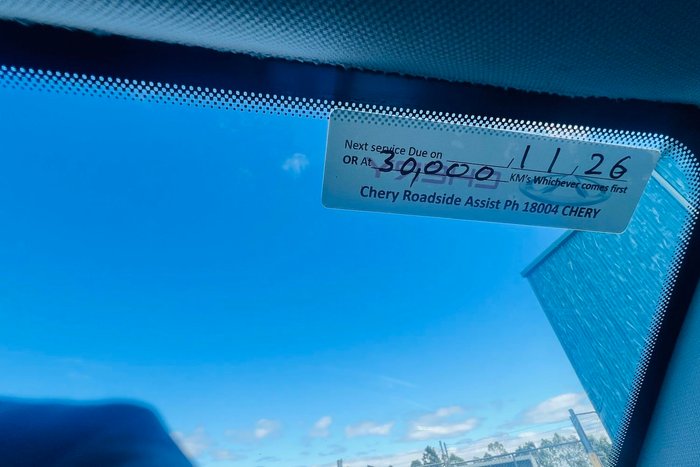 Next service Due on , 11 , 26
OR At 30,000 KM's Whichever comes first
Chery Roadside Assist Ph 18004 CHERY